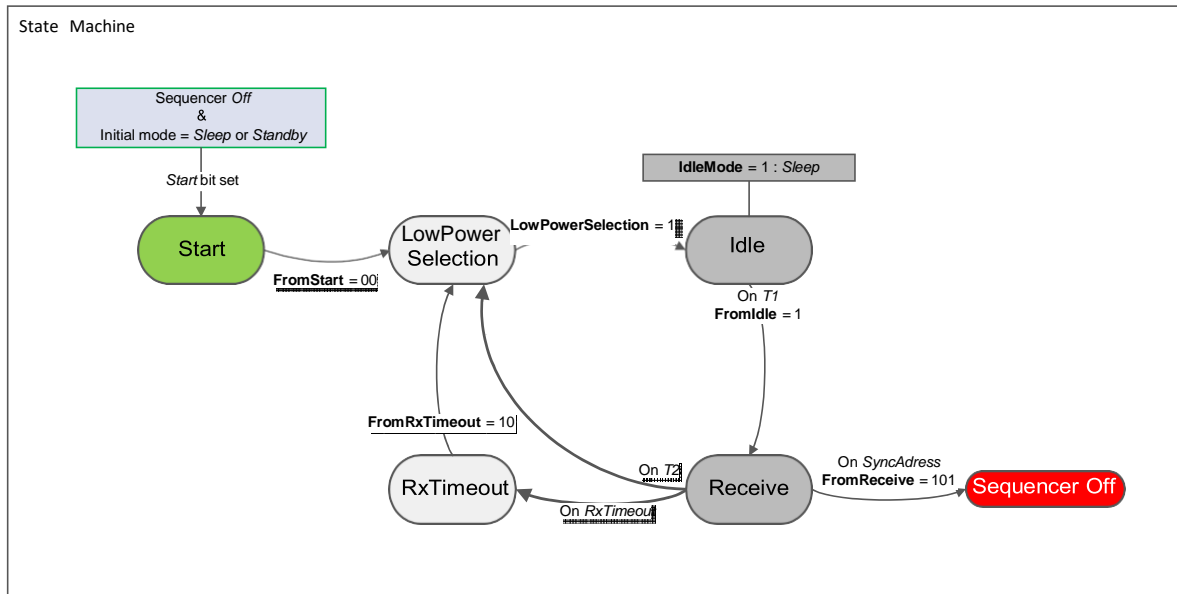 State Machine
Sequencer Off
&
Initial mode = Sleep or Standby
Start bit set
IdleMode = 1 : Sleep
Start
FromStart = 00
LowPower
Selection
LowPowerSelection = 1
Idle
On T1
FromIdle = 1
FromRxTimeout = 10
RxTimeout
On T2
On RxTimeout
Receive
On SyncAdress
FromReceive = 101
Sequencer Off